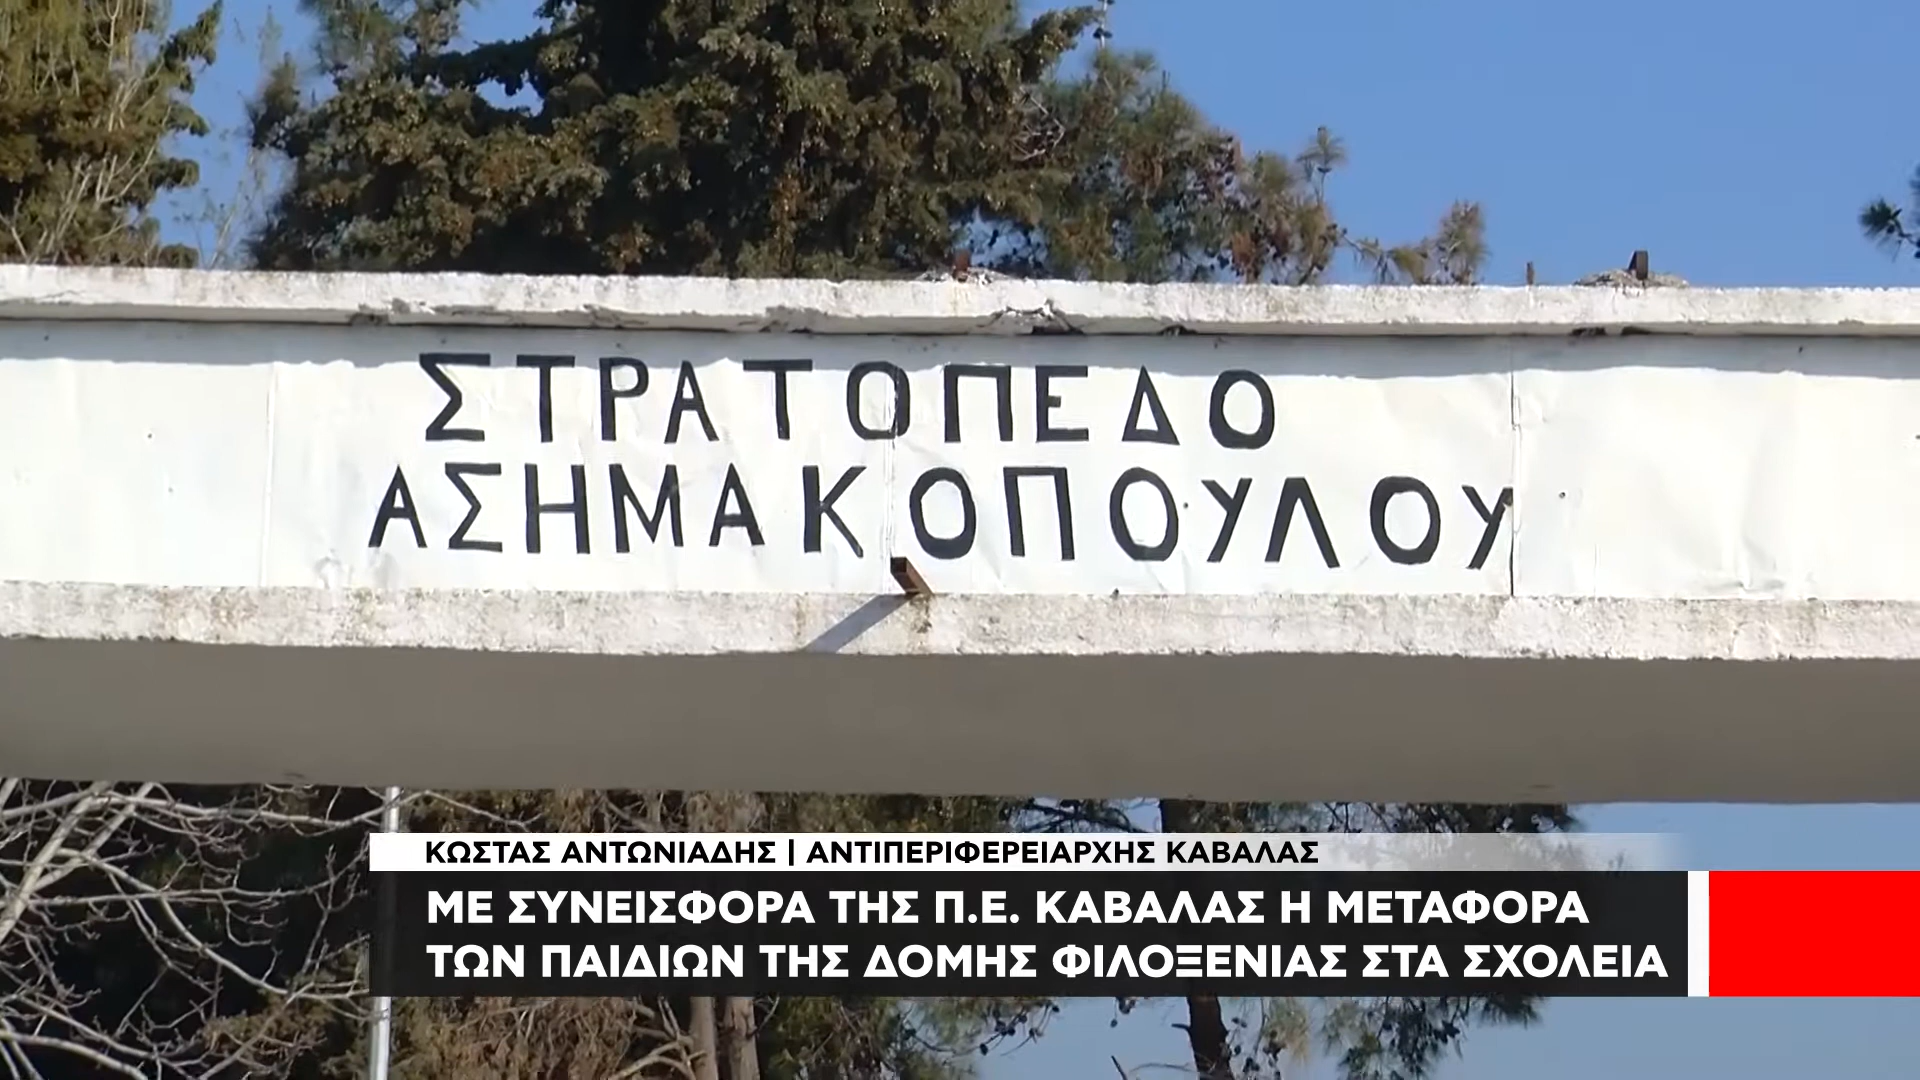 ΣΤΡΑΤΟΠΕΔΟ
ΑΣΗΜΑΚΟΠΟΥΛΟΥ
ΚΩΣΤΑΣ ΑΝΤΩΝΙΑΔΗΣ | ΑΝΤΙΠΕΡΙΦΕΡΕΙΑΡΧΗΣ ΚΑΒΑΛΑΣ
ΜΕ ΣΥΝΕΙΣΦΟΡΑ ΤΗΣ Π.Ε. ΚΑΒΑΛΑΣ Η ΜΕΤΑΦΟΡΑ
ΤΩΝ ΠΑΙΔΙΩΝ ΤΗΣ ΔΟΜΗΣ ΦΙΛΟΞΕΝΙΑΣ ΣΤΑ ΣΧΟΛΕΙΑ